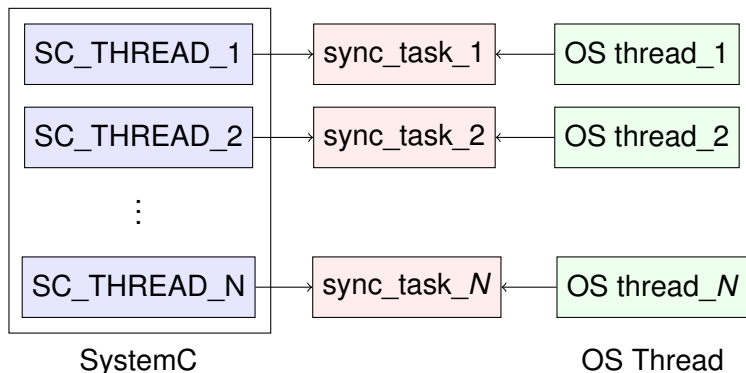 SC_THREAD_1 sync_task_1 OS thread_1
SC_THREAD_2 sync_task_2 OS thread_2
⋮
SC_THREAD_N sync_task_N OS thread_N
SystemC OS Thread